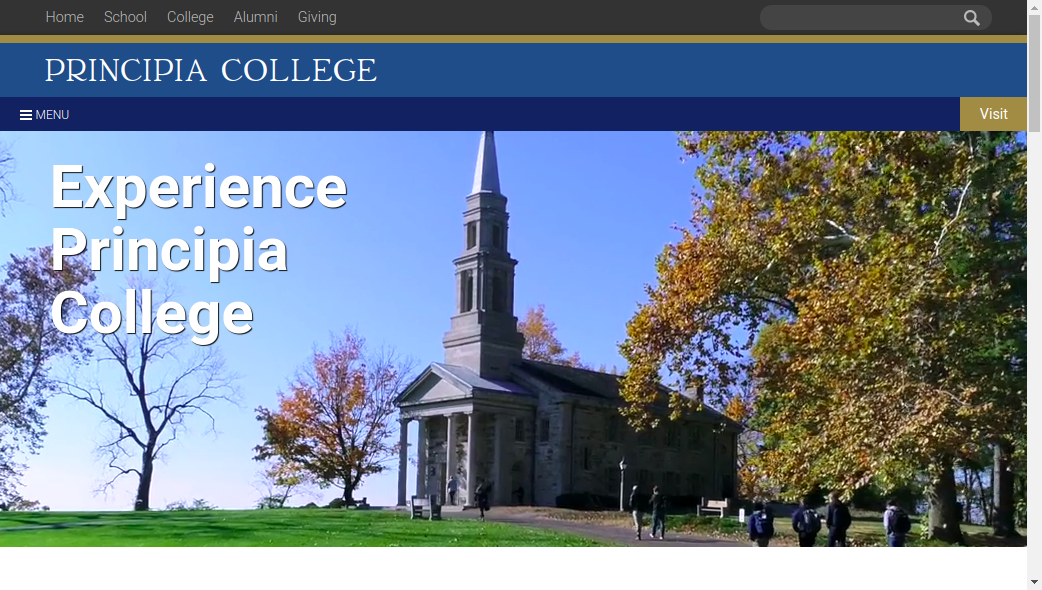 Home School College Alumni Giving
PRINCIPIA COLLEGE
MENU Visit
Experience
Principia
College